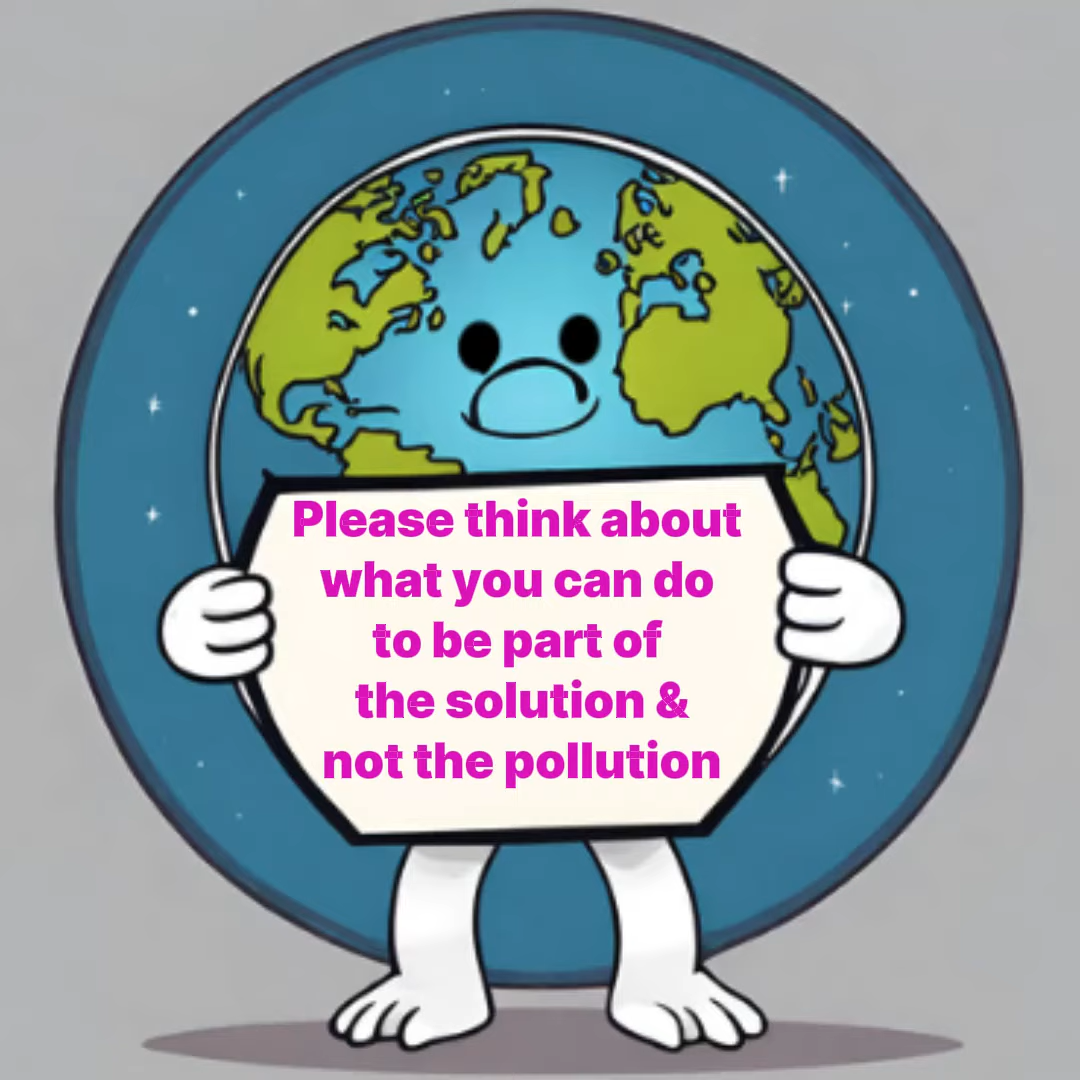 Please think about
what you can do
to be part of
the solution &
not the pollution